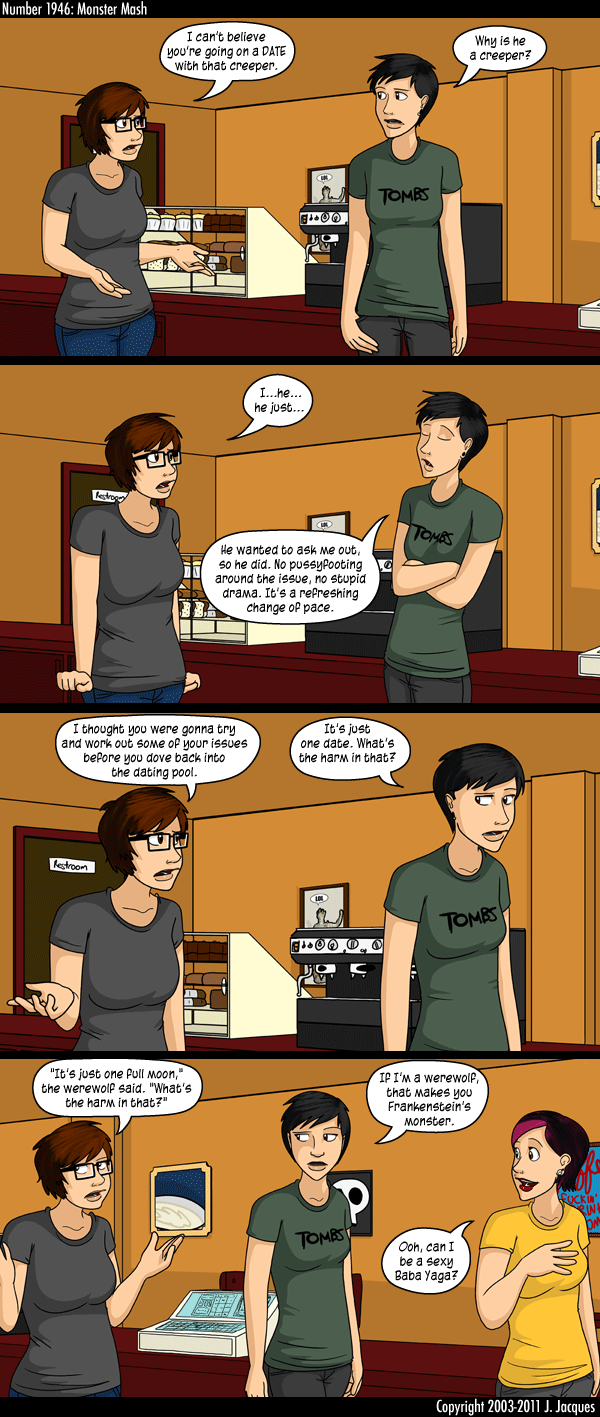 Number 1946: Monster Mash
I can't believe
you're going on a DATE
with that creeper.
Why is he
a creeper?
LOL
TOMBS
I...he...
he just...
Restroom
He wanted to ask me out,
so he did. No pussyfooting
around the issue, no stupid
drama. It's a refreshing
change of pace.
LOL
TOMBS
I thought you were gonna try
and work out some of your issues
before you dove back into
the dating pool.
It's just
one date. What's
the harm in that?
Restroom
LOL
TOMBS
"It's just one full moon,"
the werewolf said. "What's
the harm in that?"
If I'm a werewolf,
that makes you
Frankenstein's
monster.
TOMBS
Ooh, can I
be a sexy
Baba Yaga?
Copyright 2003-2011 J. Jacques